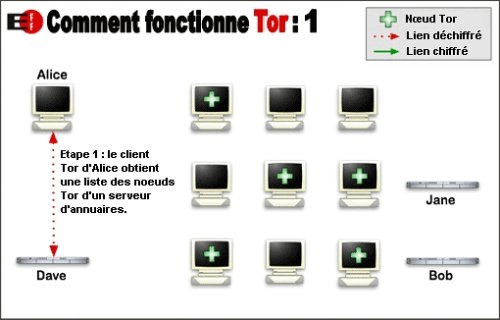 EFF Comment fonctionne Tor : 1
Nœud Tor
Lien déchiffré
Lien chiffré
Alice
Etape 1 : le client
Tor d'Alice obtient
une liste des noeuds
Tor d'un serveur
d'annuaires.
Jane
Dave
Bob